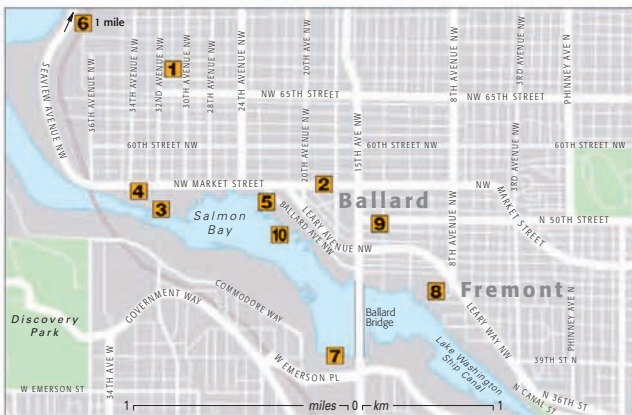 6 1 mile
SEAVIEW AVENUE NW
36TH AVENUE NW
34TH AVENUE NW
32ND AVENUE NW
1
30TH AVENUE NW
28TH AVENUE NW
24TH AVENUE NW
20TH AVE NW
15TH AVE NW
8TH AVENUE NW
3RD AVENUE NW
PHINNEY AVE N
NW 65TH STREET
NW 65TH STREET
60TH STREET NW
60TH STREET NW
60TH STREET NW
20TH AVENUE NW
3RD AVENUE NW
NW MARKET STREET
NW
MARKET STREET
2
4
3
5
Ballard
8TH AVENUE NW
N 50TH STREET
Salmon
Bay
BALLARD AVE NW
LEARY AVENUE NW
9
10
Discovery
Park
GOVERNMENT WAY
COMMODORE WAY
Ballard
Bridge
8
Fremont
LEARY WAY NW
PHINNEY AVE N
Lake Washington
Ship Canal
7
W EMERSON PL
39TH ST N
34TH AVE W
W EMERSON ST
N CANAL ST
N 36TH ST
1 miles 0 km 1